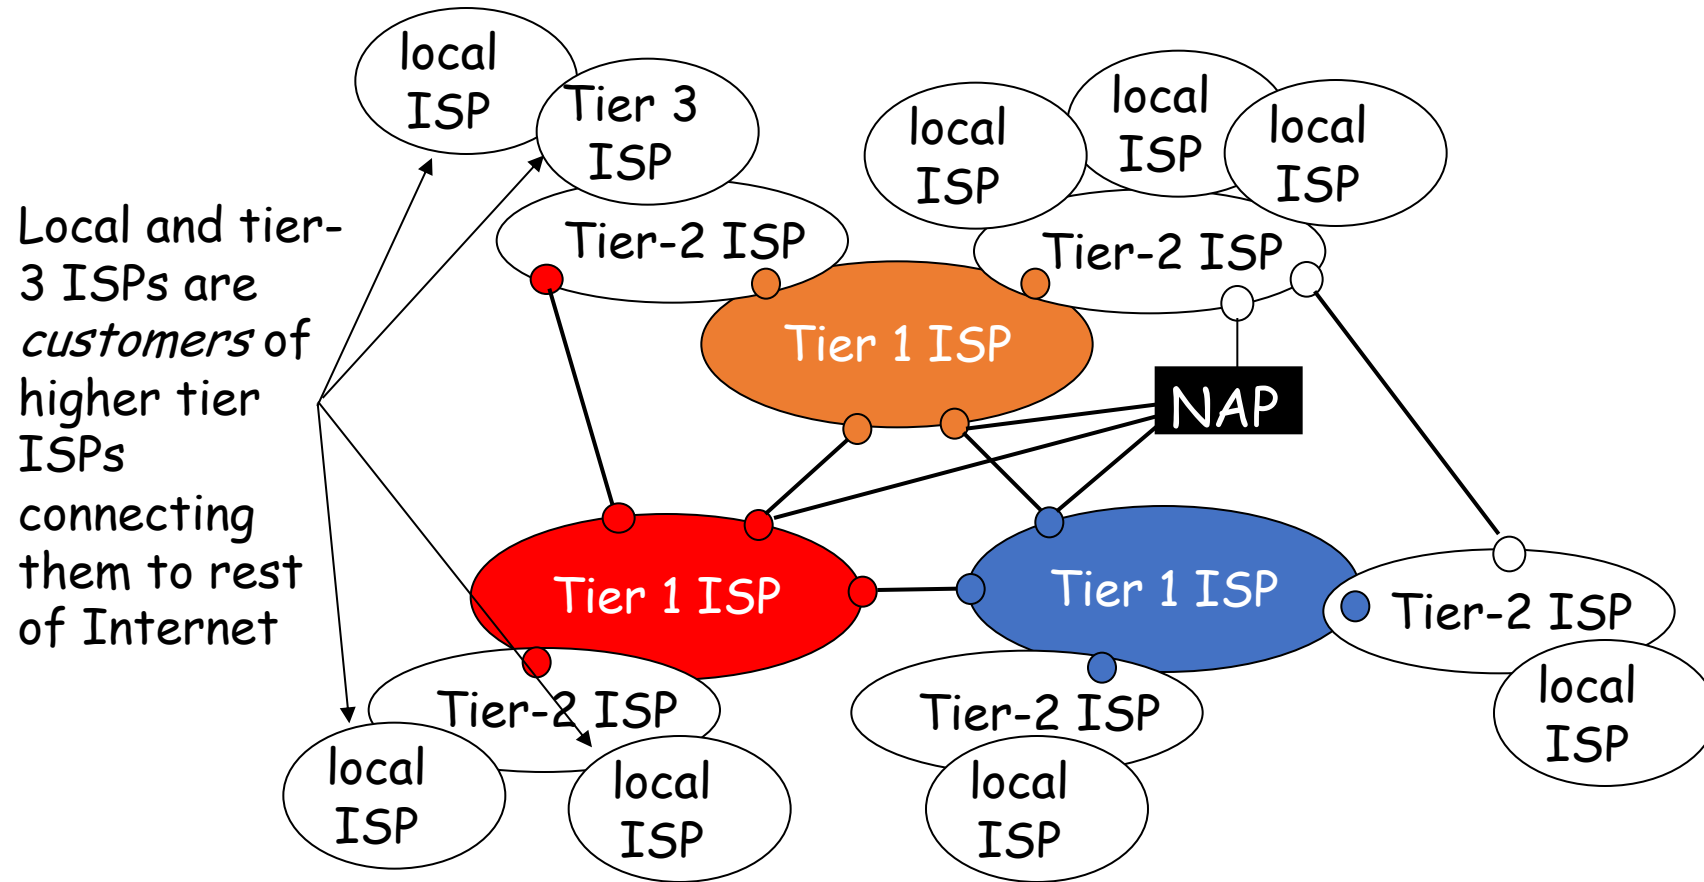 local
ISP
Tier 3
ISP
local
ISP
local
ISP
local
ISP
Local and tier-
3 ISPs are
customers of
higher tier
ISPs
connecting
them to rest
of Internet
Tier-2 ISP
Tier-2 ISP
Tier 1 ISP
NAP
Tier 1 ISP
Tier 1 ISP
Tier-2 ISP
Tier-2 ISP
Tier-2 ISP
local
ISP
local
ISP
local
ISP
local
ISP